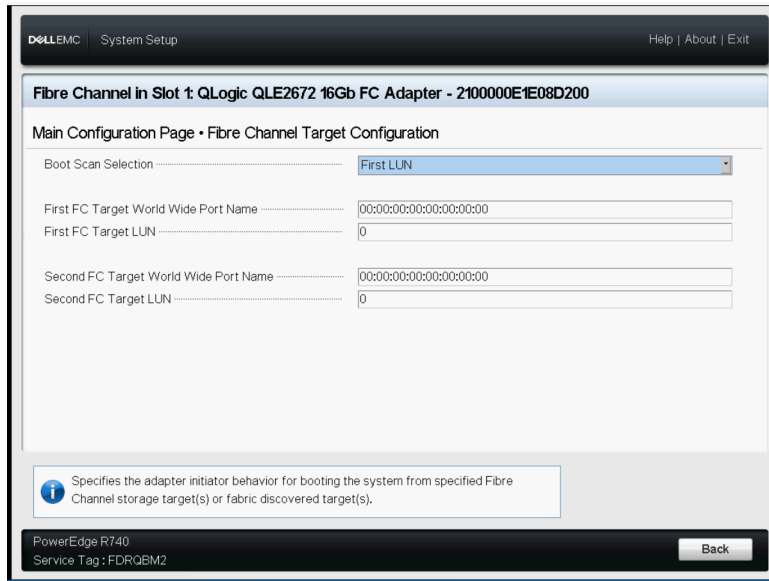 DELLEMC System Setup Help | About | Exit
Fibre Channel in Slot 1: QLogic QLE2672 16Gb FC Adapter - 2100000E1E08D200
Main Configuration Page • Fibre Channel Target Configuration
Boot Scan Selection First LUN
First FC Target World Wide Port Name 00:00:00:00:00:00:00:00
First FC Target LUN 0
Second FC Target World Wide Port Name 00:00:00:00:00:00:00:00
Second FC Target LUN 0
Specifies the adapter initiator behavior for booting the system from specified Fibre
Channel storage target(s) or fabric discovered target(s).
PowerEdge R740
Service Tag : FDRQBM2
Back